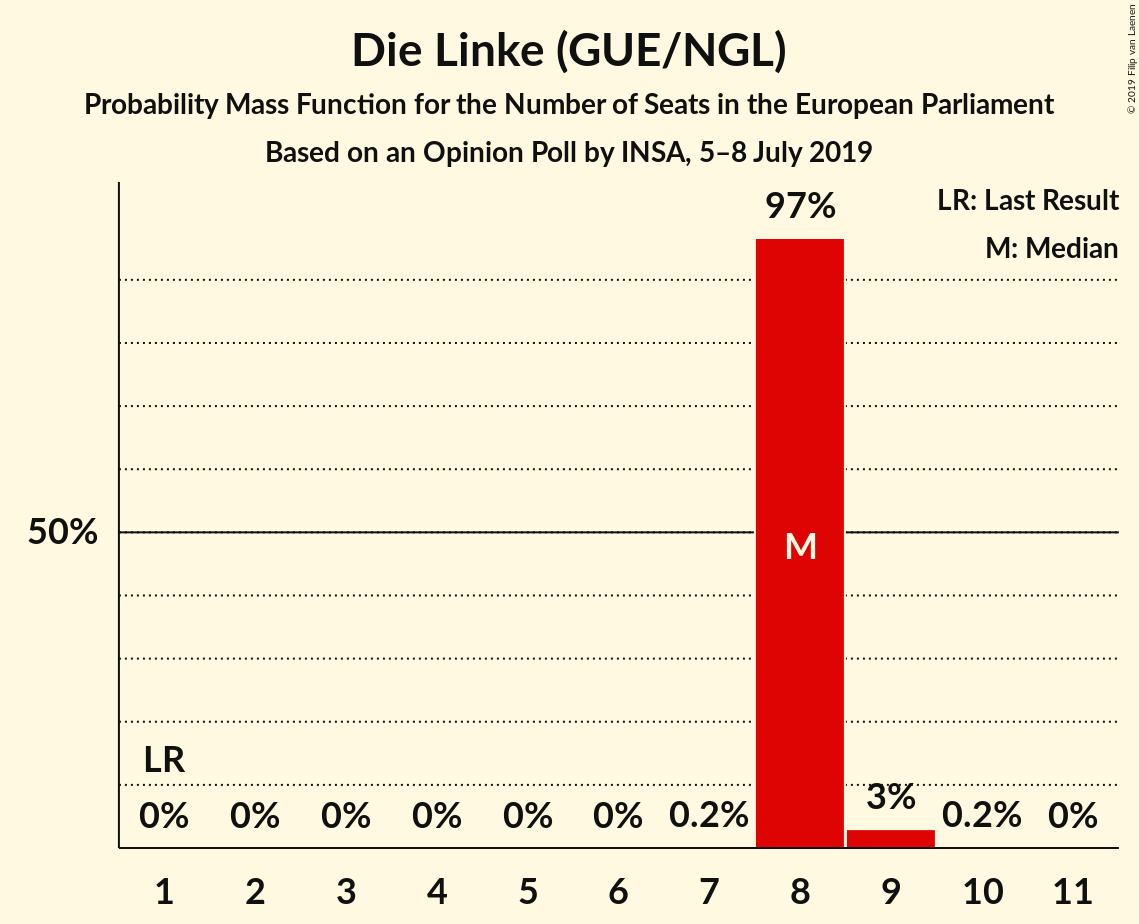 Die Linke (GUE/NGL)
Probability Mass Function for the Number of Seats in the European Parliament
Based on an Opinion Poll by INSA, 5–8 July 2019
© 2019 Filip van Laenen
LR: Last Result
M: Median
97%
50%
M
LR
0% 0% 0% 0% 0% 0% 0.2% 3% 0.2% 0%
1 2 3 4 5 6 7 8 9 10 11